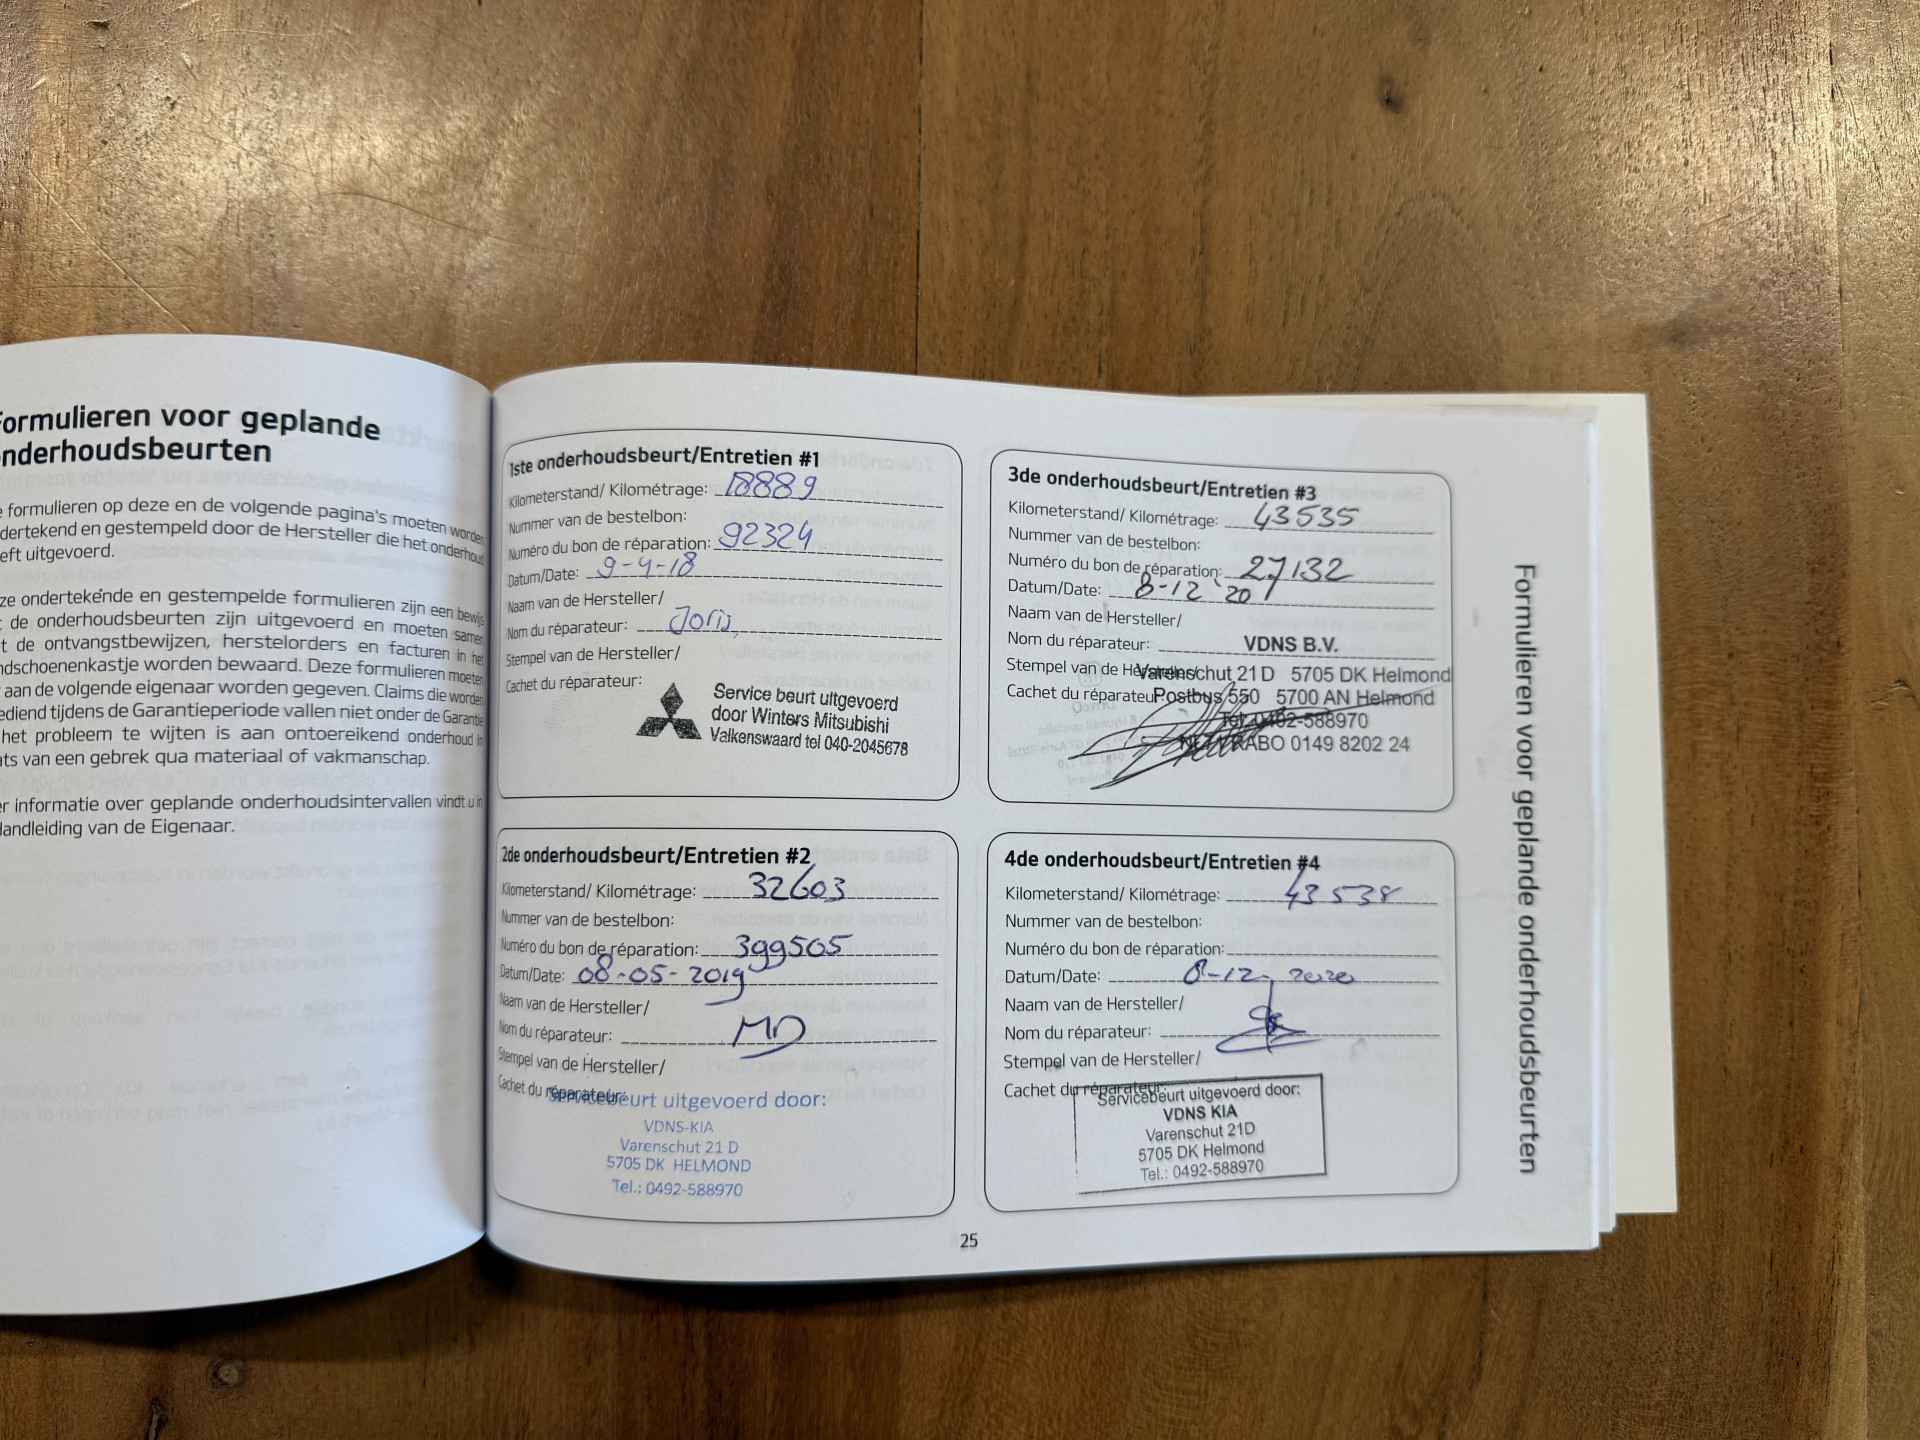 Formulieren voor geplande
onderhoudsbeurten
formulieren op deze en de volgende pagina's moeten worden
ondertekend en gestempeld door de Hersteller die het onderhoud
heeft uitgevoerd.
Deze ondertekende en gestempelde formulieren zijn een bewijs
de onderhoudsbeurten zijn uitgevoerd en moeten samen
de ontvangstbewijzen, herstelorders en facturen in het
handschoenenkastje worden bewaard. Deze formulieren moeten
aan de volgende eigenaar worden gegeven. Claims die worden
ingediend tijdens de Garantieperiode vallen niet onder de Garantie
het probleem te wijten is aan ontoereikend onderhoud in
plaats van een gebrek qua materiaal of vakmanschap.
informatie over geplande onderhoudsintervallen vindt u in
Handleiding van de Eigenaar.
1ste onderhoudsbeurt/Entretien #1
Kilometerstand/ Kilométrage: 18889
Nummer van de bestelbon:
Numéro du bon de réparation: 92324
Datum/Date: 9-4-18
Naam van de Hersteller/
Nom du réparateur: Joris
Stempel van de Hersteller/
Cachet du réparateur:
Service beurt uitgevoerd
door Winters Mitsubishi
Valkenswaard tel 040-2045678
2de onderhoudsbeurt/Entretien #2
Kilometerstand/ Kilométrage: 32603
Nummer van de bestelbon:
Numéro du bon de réparation: 399505
Datum/Date: 08-05-2019
Naam van de Hersteller/
Nom du réparateur: MD
Stempel van de Hersteller/
Cachet du réparateur:
Servicebeurt uitgevoerd door:
VDNS-KIA
Varenschut 21 D
5705 DK HELMOND
Tel.: 0492-588970
3de onderhoudsbeurt/Entretien #3
Kilometerstand/ Kilométrage: 43535
Nummer van de bestelbon:
Numéro du bon de réparation: 27132
Datum/Date: 8-12 '20
Naam van de Hersteller/
Nom du réparateur: VDNS B.V.
Stempel van de Hersteller/
Varenschut 21 D 5705 DK Helmond
Cachet du réparateur:
Postbus 550 5700 AN Helmond
Tel. 0492-588970
RABO 0149 8202 24
4de onderhoudsbeurt/Entretien #4
Kilometerstand/ Kilométrage: 43538
Nummer van de bestelbon:
Numéro du bon de réparation:
Datum/Date: 8-12-2020
Naam van de Hersteller/
Nom du réparateur:
Stempel van de Hersteller/
Cachet du réparateur:
Servicebeurt uitgevoerd door:
VDNS KIA
Varenschut 21D
5705 DK Helmond
Tel.: 0492-588970
Formulieren voor geplande onderhoudsbeurten
25